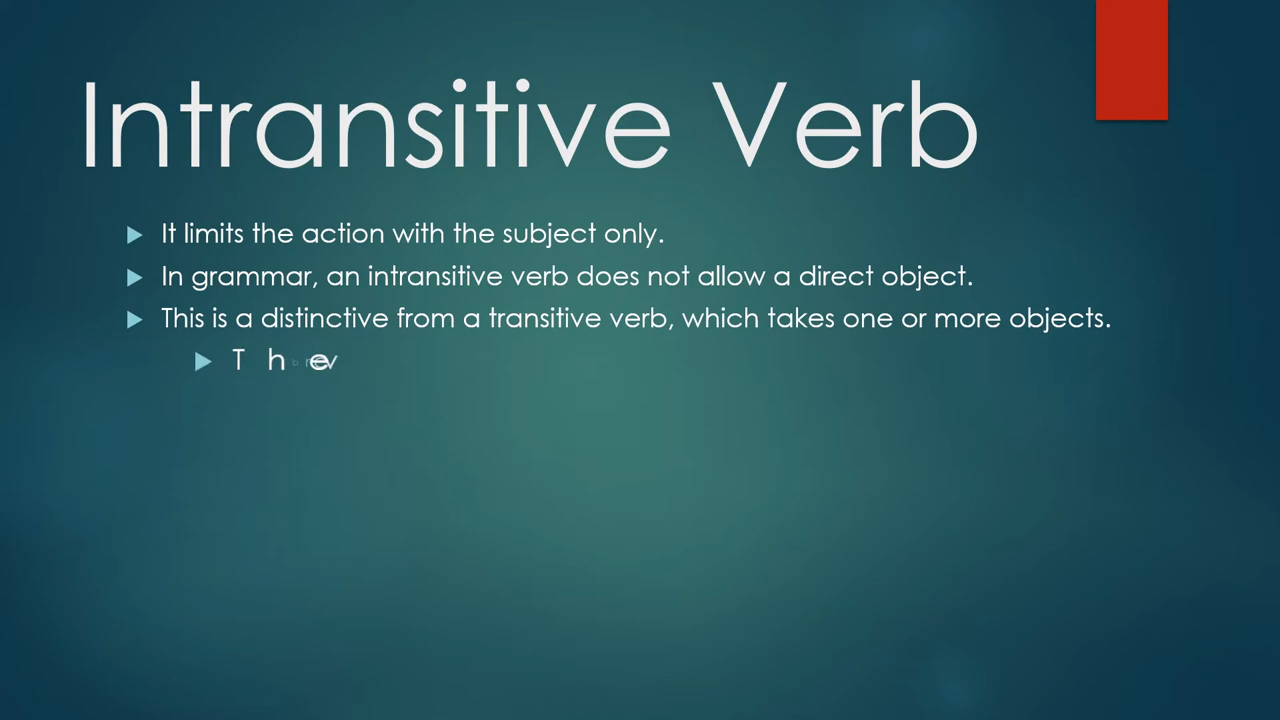 Intransitive Verb
It limits the action with the subject only.
In grammar, an intransitive verb does not allow a direct object.
This is a distinctive from a transitive verb, which takes one or more objects.
The